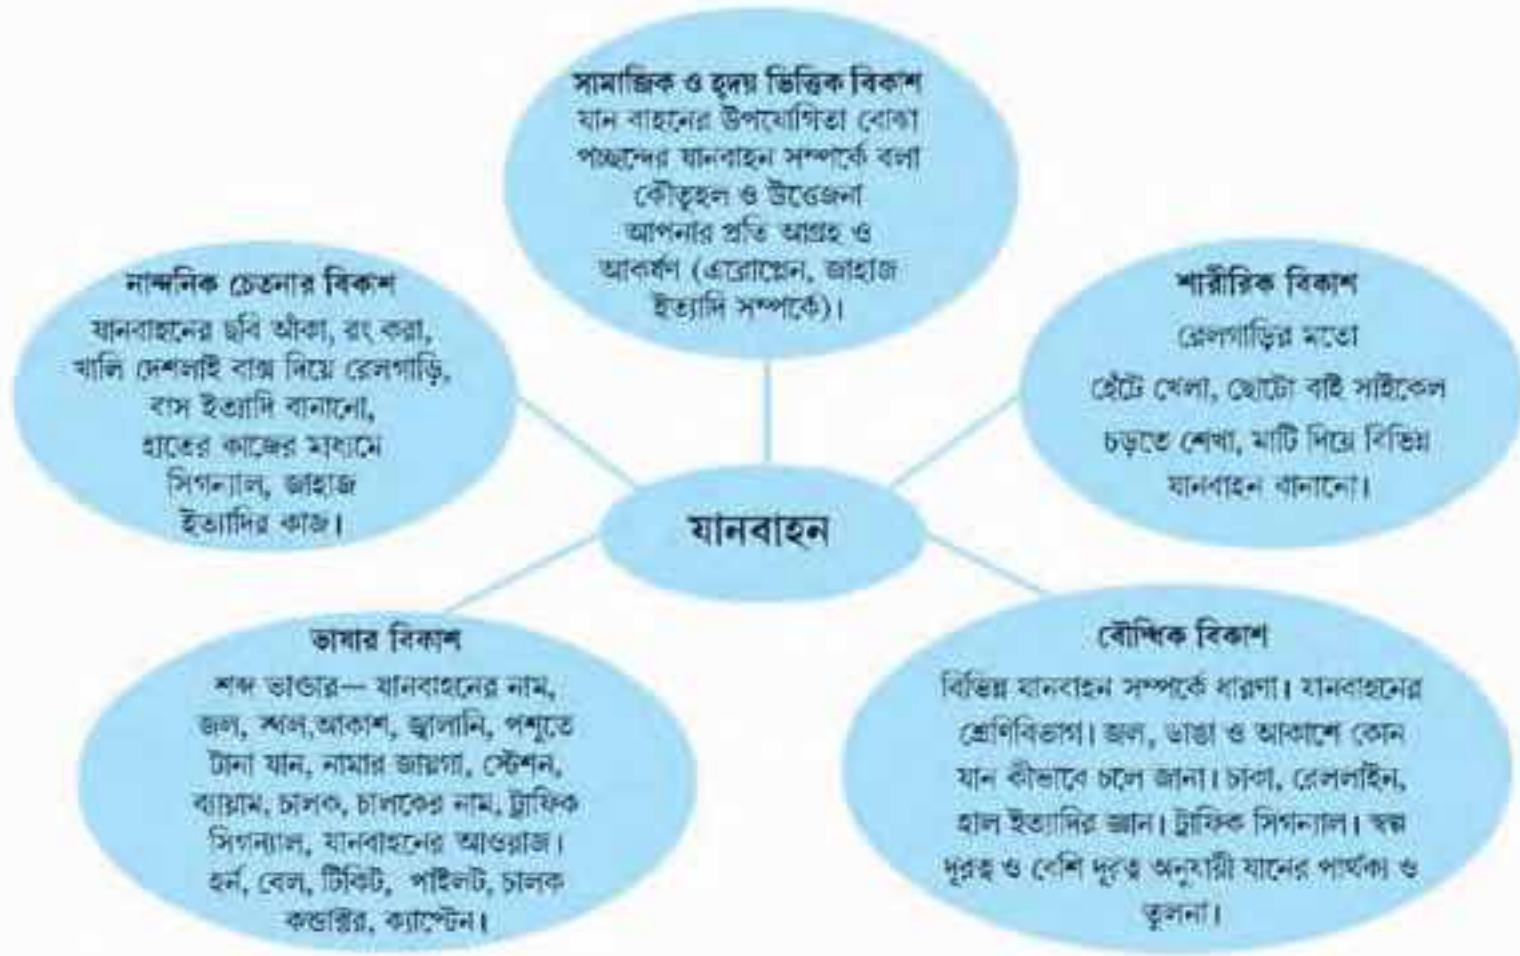 সামাজিক ও হৃদয় ভিত্তিক বিকাশ
যান বাহনের উপযোগিতা বোঝা
পচ্ছন্দের যানবাহন সম্পর্কে বলা
কৌতূহল ও উত্তেজনা
আপনার প্রতি আগ্রহ ও
আকর্ষণ (এরোপ্লেন, জাহাজ
ইত্যাদি সম্পর্কে)।
নান্দনিক চেতনার বিকাশ
যানবাহনের ছবি আঁকা, রং করা,
খালি দেশলাই বাক্স দিয়ে রেলগাড়ি,
বাস ইত্যাদি বানানো,
হাতের কাজের মাধ্যমে
সিগন্যাল, জাহাজ
ইত্যাদির কাজ।
শারীরিক বিকাশ
রেলগাড়ির মতো
হেঁটে খেলা, ছোটো বাই সাইকেল
চড়তে শেখা, মাটি দিয়ে বিভিন্ন
যানবাহন বানানো।
যানবাহন
ভাষার বিকাশ
শব্দ ভাণ্ডার— যানবাহনের নাম,
জল, স্থল,আকাশ, জ্বালানি, পশুতে
টানা যান, নামার জায়গা, স্টেশন,
ব্যায়াম, চালক, চালকের নাম, ট্রাফিক
সিগন্যাল, যানবাহনের আওয়াজ।
হর্ন, বেল, টিকিট, পাইলট, চালক
কন্ডাক্টির, ক্যাপ্টেন।
বৌদ্ধিক বিকাশ
বিভিন্ন যানবাহন সম্পর্কে ধারণা। যানবাহনের
শ্রেণিবিভাগ। জল, ডাঙা ও আকাশে কোন
যান কীভাবে চলে জানা। চাকা, রেললাইন,
হাল ইত্যাদির জ্ঞান। ট্রাফিক সিগন্যাল। স্বল্প
দূরত্ব ও বেশি দূরত্ব অনুযায়ী যানের পার্থক্য ও
তুলনা।